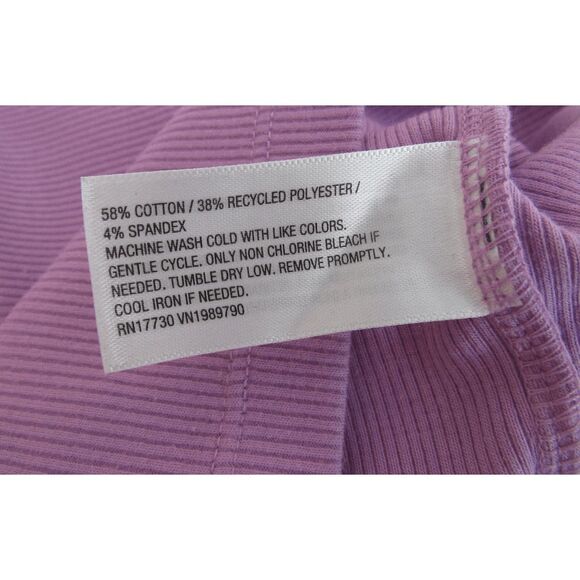 58% COTTON / 38% RECYCLED POLYESTER /
4% SPANDEX
MACHINE WASH COLD WITH LIKE COLORS.
GENTLE CYCLE. ONLY NON CHLORINE BLEACH IF
NEEDED. TUMBLE DRY LOW. REMOVE PROMPTLY.
COOL IRON IF NEEDED.
RN17730 VN1989790